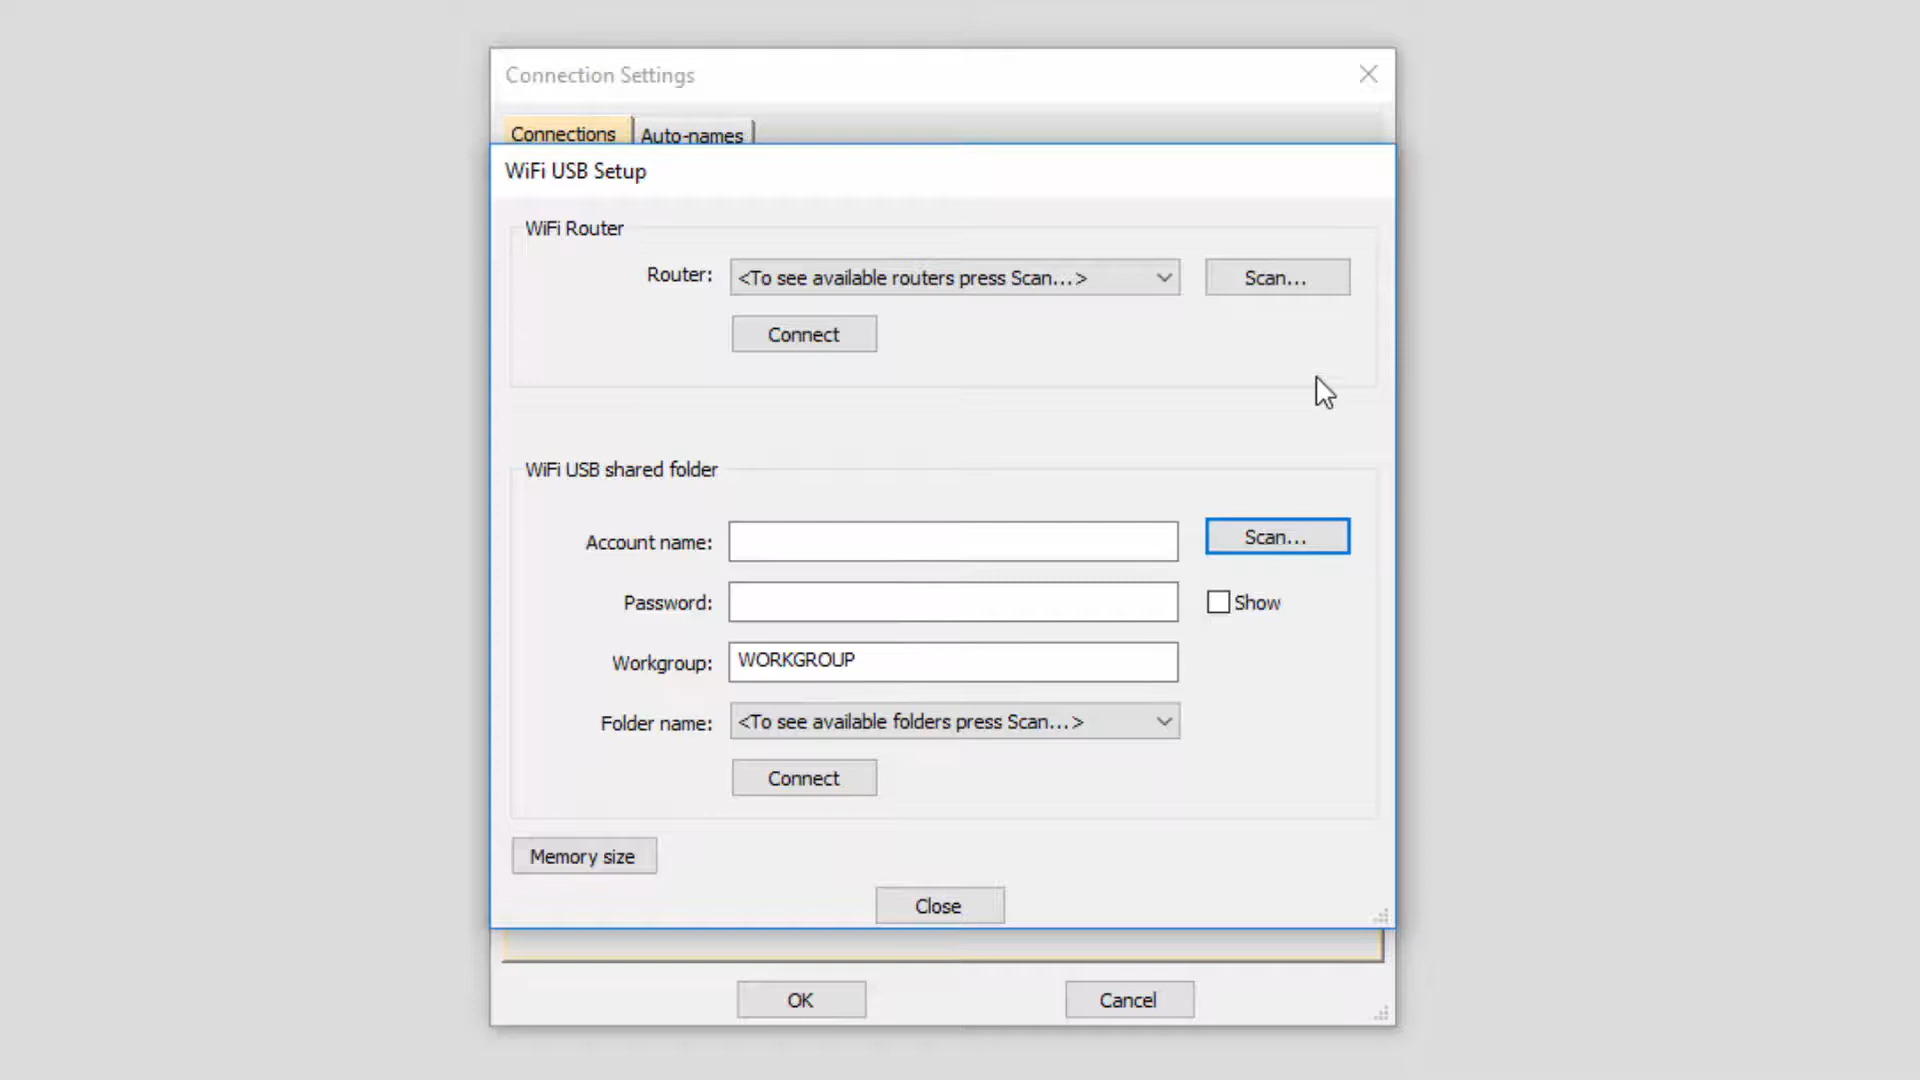 Connection Settings
Connections Auto-names
WiFi USB Setup
WiFi Router
Router: <To see available routers press Scan...> Scan...
Connect
WiFi USB shared folder
Account name: Scan...
Password: Show
Workgroup: WORKGROUP
Folder name: <To see available folders press Scan...>
Connect
Memory size
Close
OK Cancel